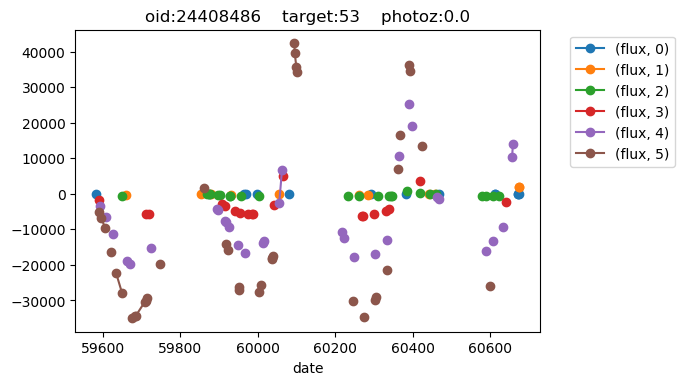 oid:24408486    target:53    photoz:0.0
40000
30000
20000
10000
0
−10000
−20000
−30000
59600
59800
60000
60200
60400
60600
date
(flux, 0)
(flux, 1)
(flux, 2)
(flux, 3)
(flux, 4)
(flux, 5)